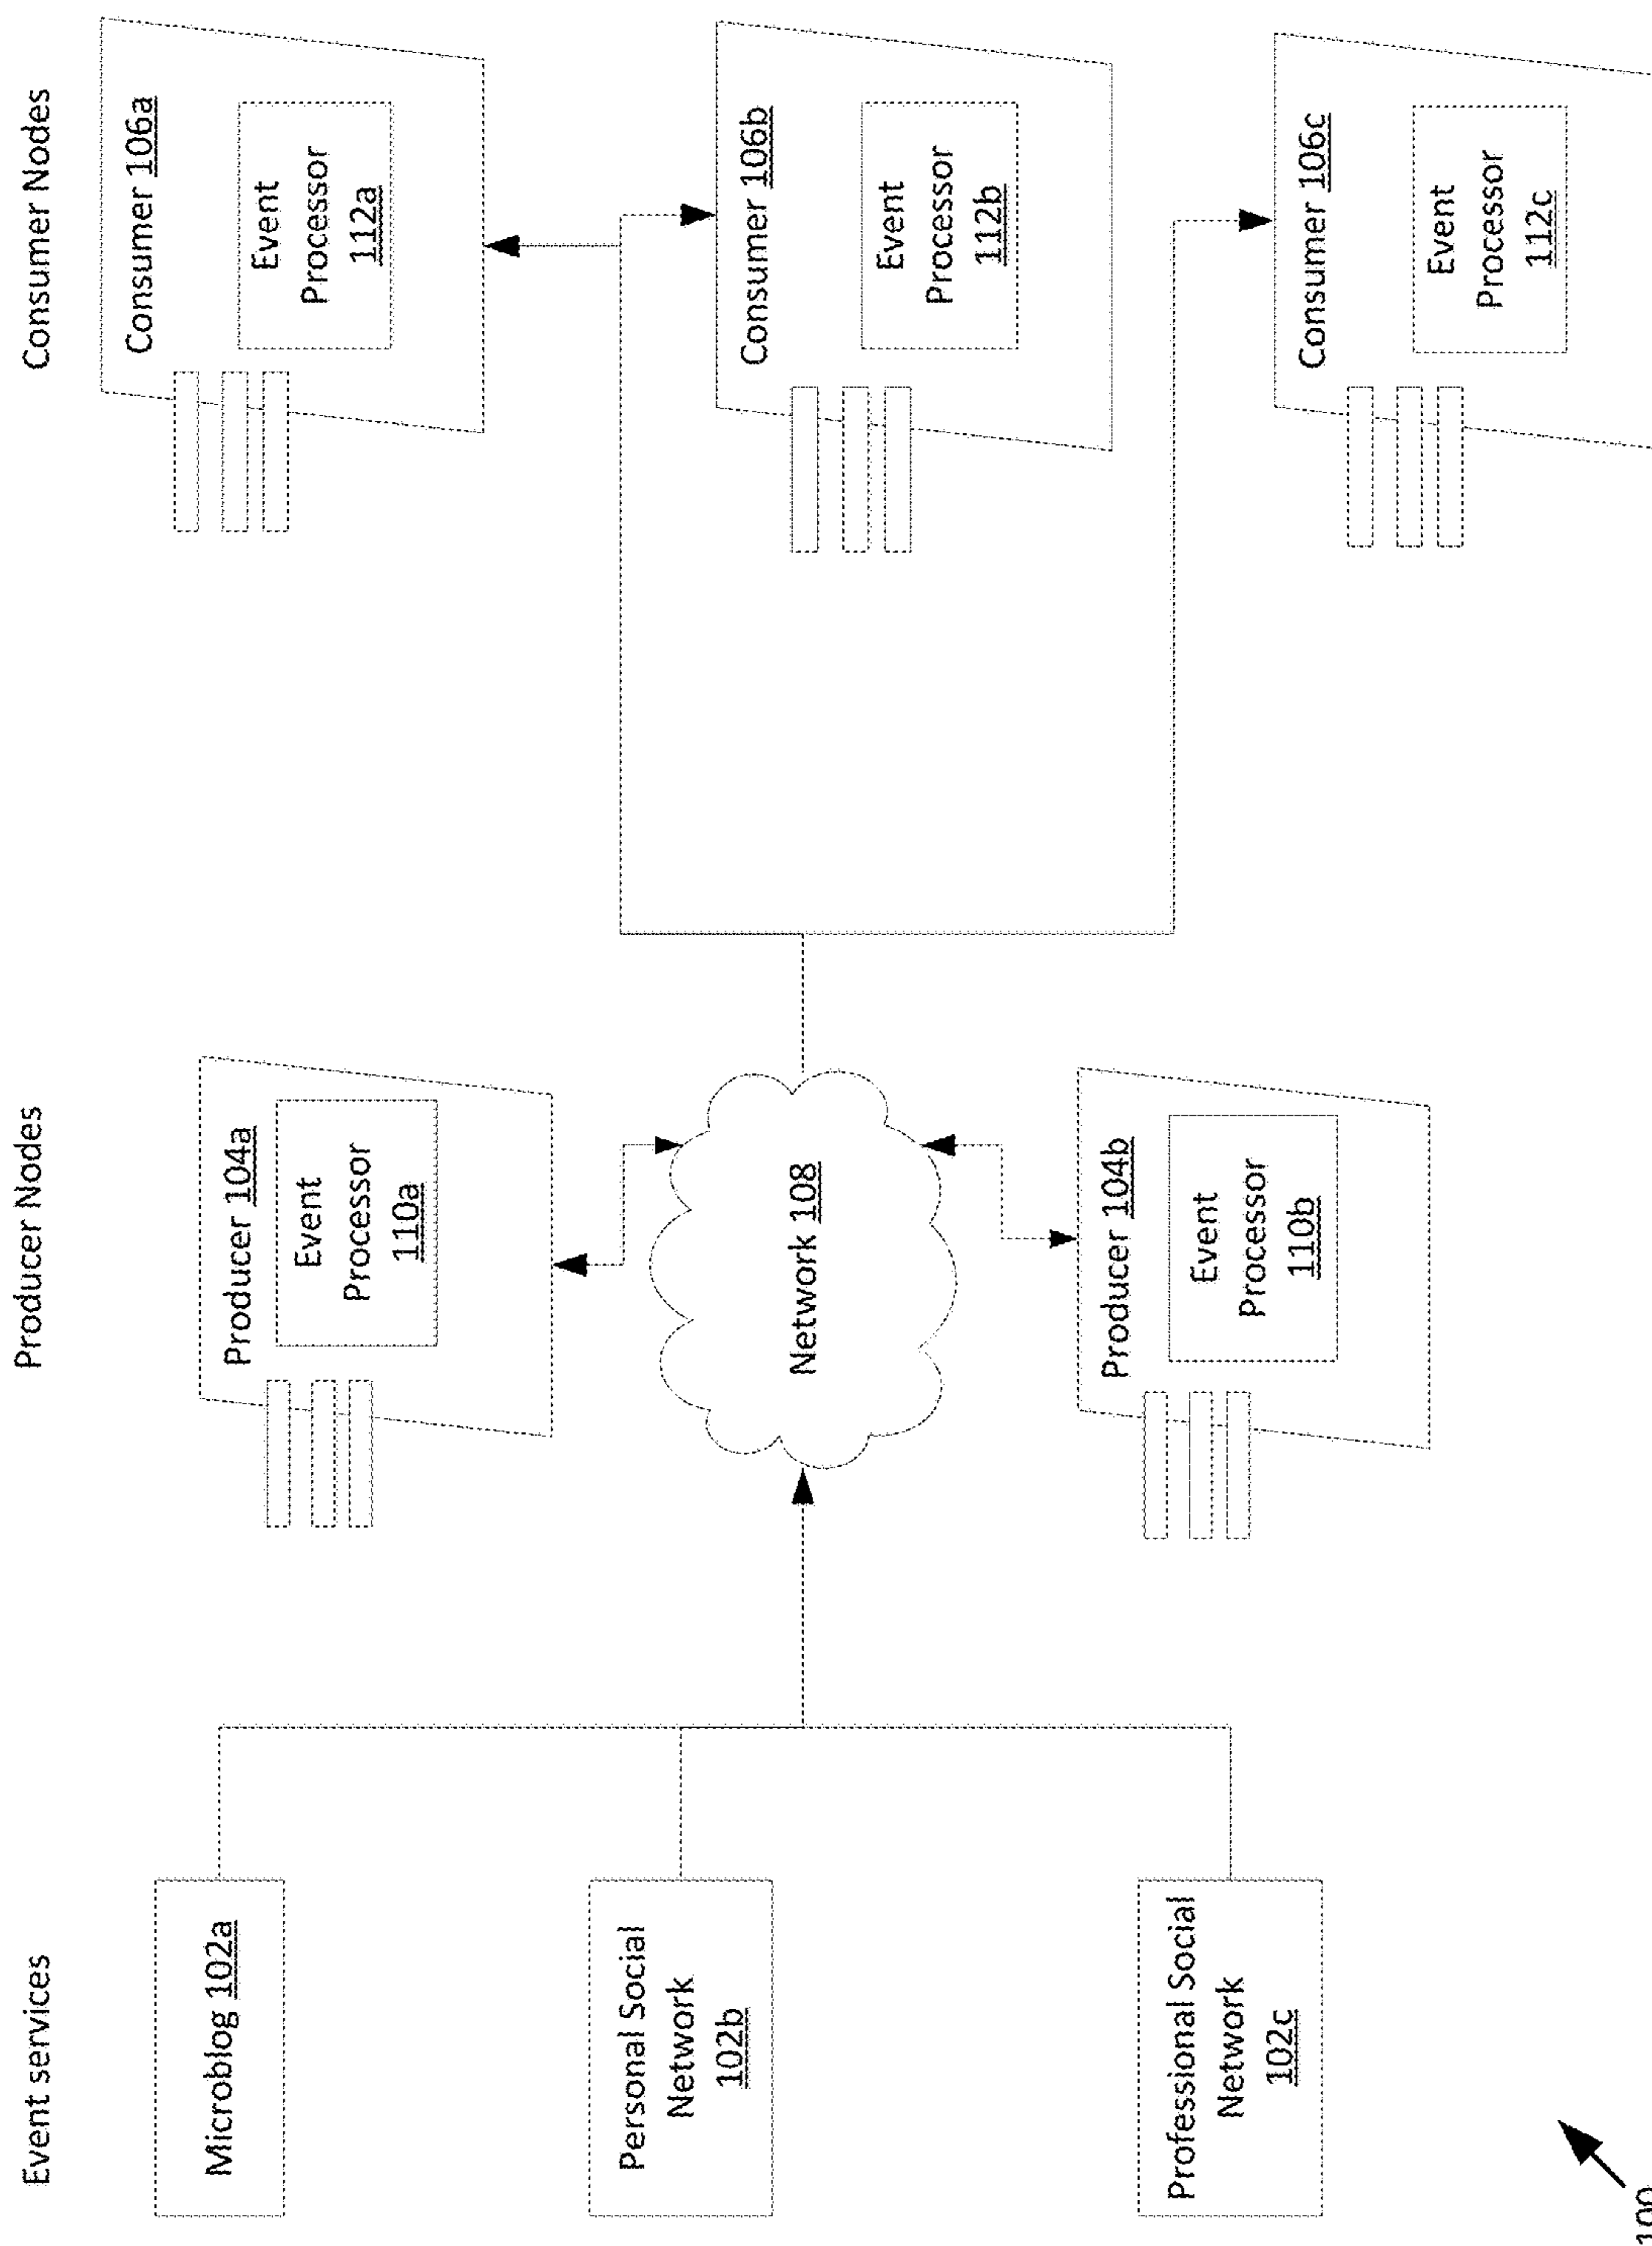 Event services
Producer Nodes
Consumer Nodes
Microblog 102a
Personal Social
Network
102b
Professional Social
Network
102c
Producer 104a
Event
Processor
110a
Network 108
Producer 104b
Event
Processor
110b
Consumer 106a
Event
Processor
112a
Consumer 106b
Event
Processor
112b
Consumer 106c
Event
Processor
112c
100